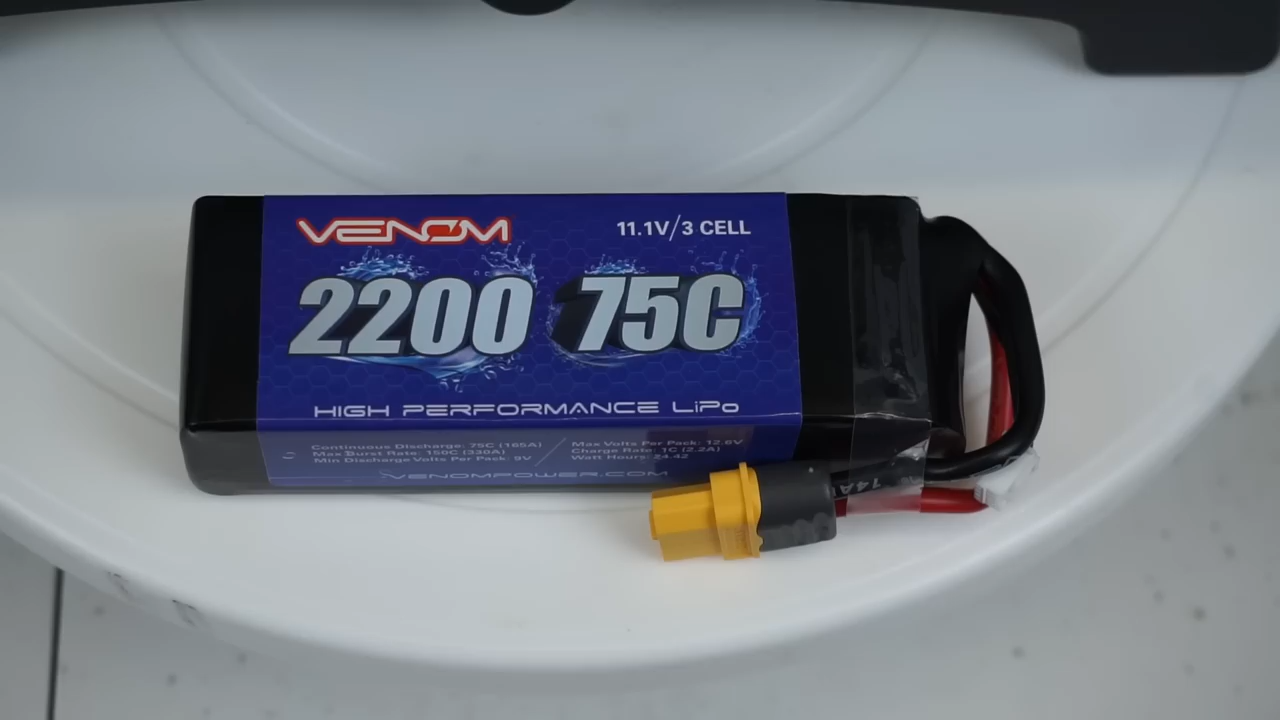 VENOM
11.1V/3 CELL
2200 75C
HIGH PERFORMANCE LiPo
Continuous Discharge: 75C (165A)
Max Burst Rate: 150C (330A)
Min Discharge Volts Per Pack: 9V
Max Volts Per Pack: 12.6V
Charge Rate: 1C (2.2A)
Watt Hours: 24.42
VENOMPOWER.COM